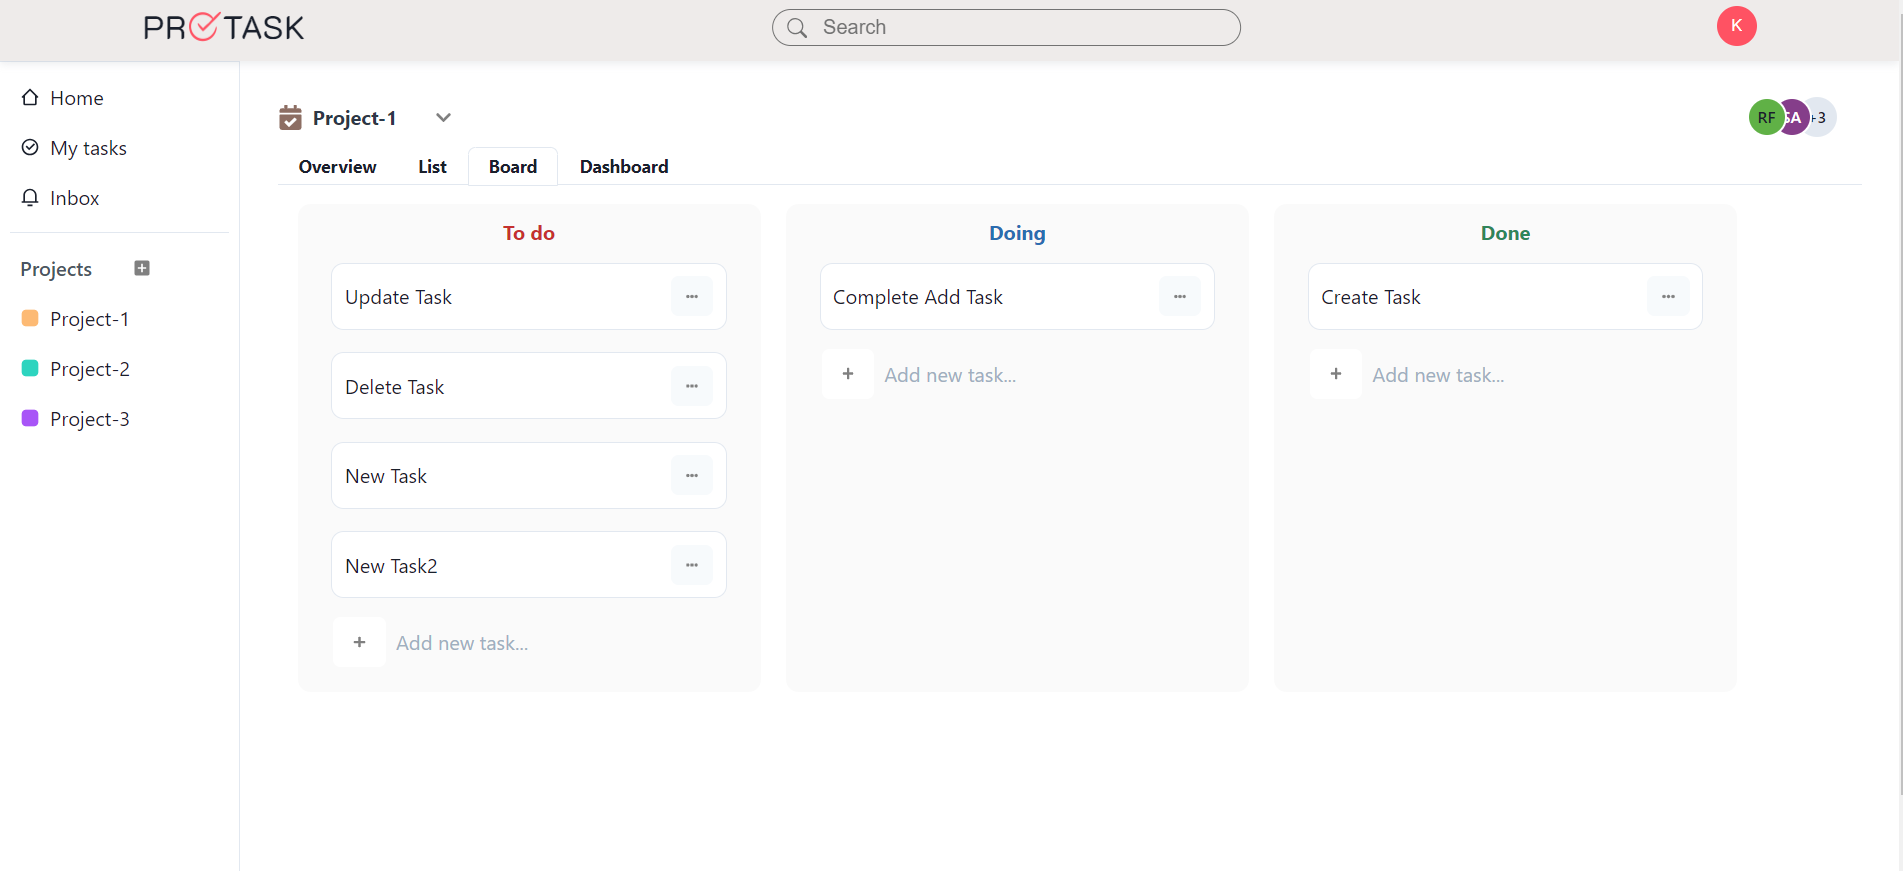 PROTASK
Search
K
Home
My tasks
Inbox
Projects
Project-1
Project-2
Project-3
Project-1
RF SA +3
Overview List Board Dashboard
To do
Update Task
Delete Task
New Task
New Task2
+ Add new task...
Doing
Complete Add Task
+ Add new task...
Done
Create Task
+ Add new task...